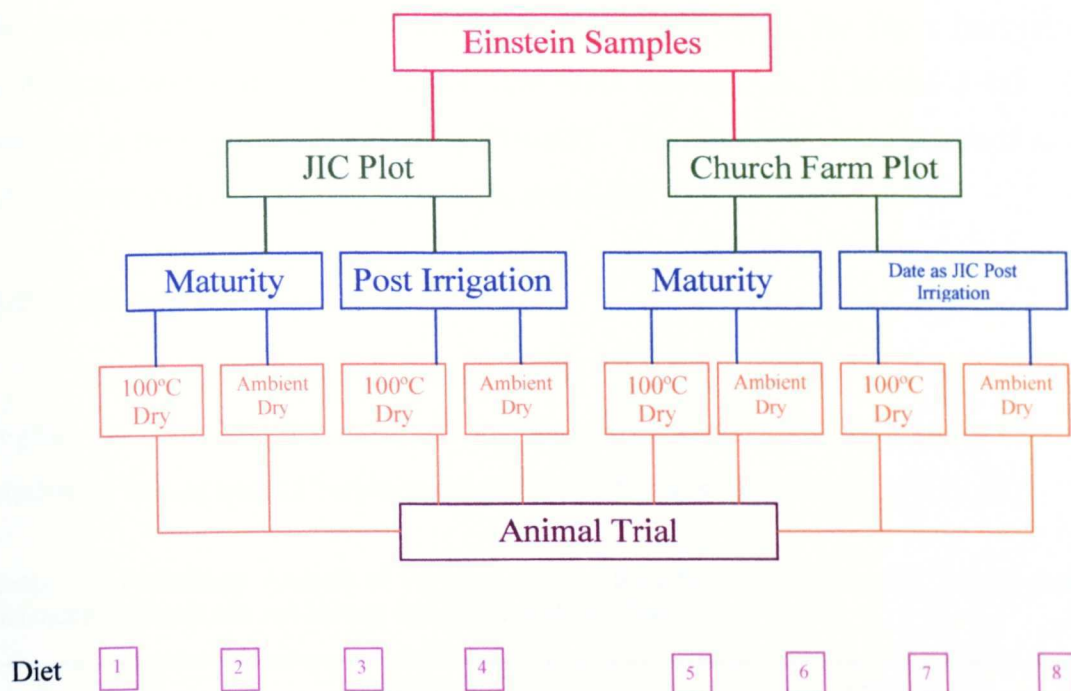 Einstein Samples
JIC Plot
Church Farm Plot
Maturity
Post Irrigation
Maturity
Date as JIC Post
Irrigation
100°C
Dry
Ambient
Dry
100°C
Dry
Ambient
Dry
100°C
Dry
Ambient
Dry
100°C
Dry
Ambient
Dry
Animal Trial
Diet 1 2 3 4 5 6 7 8